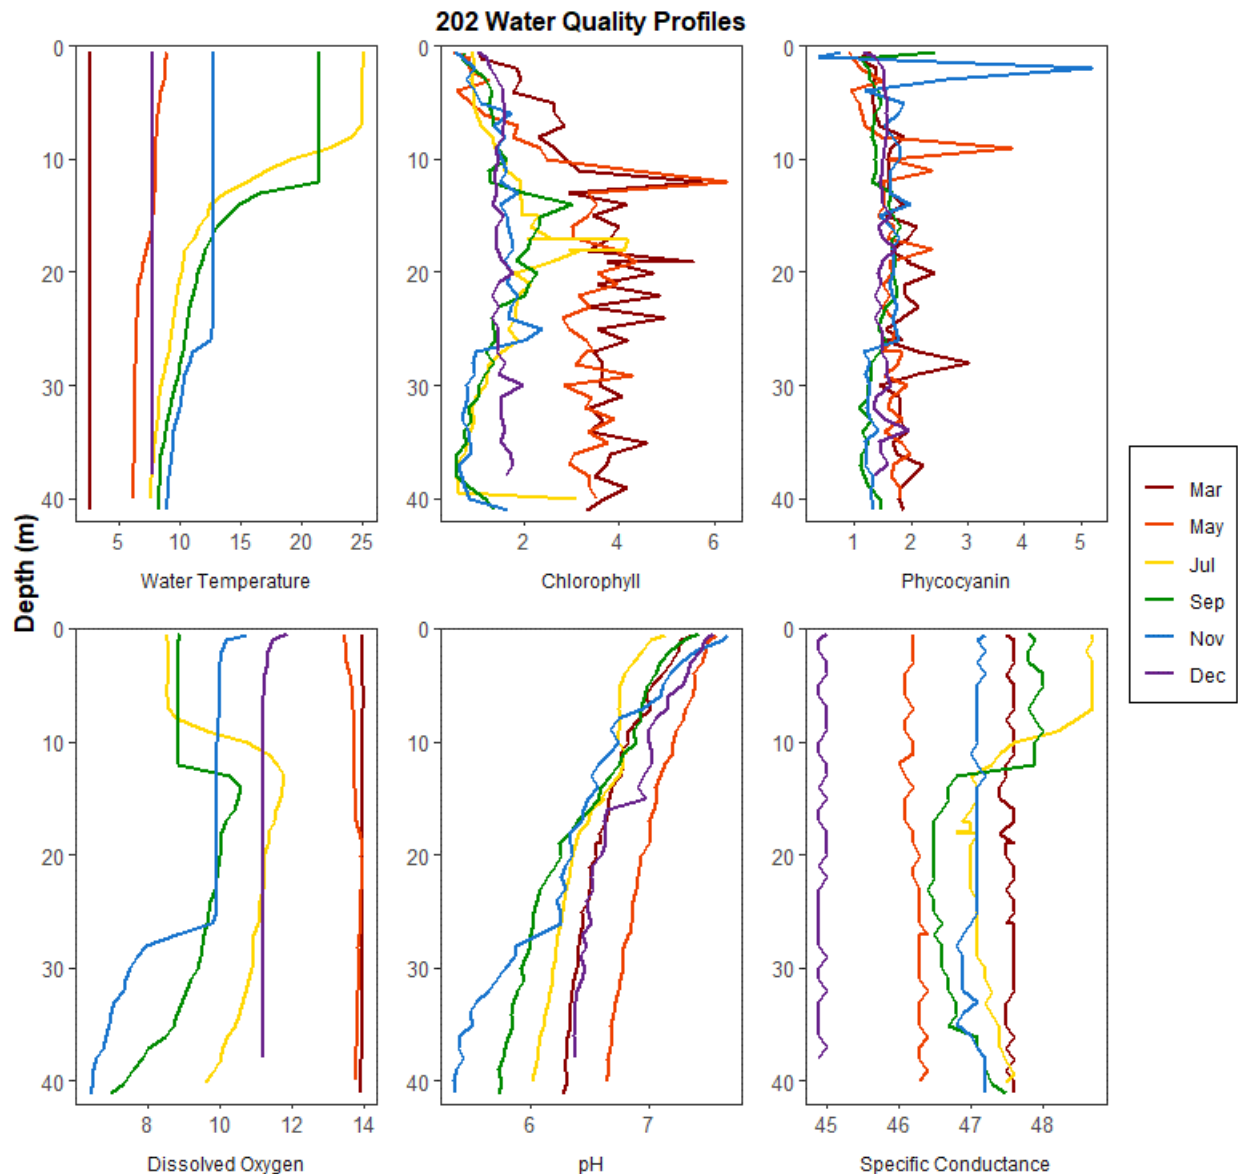 202 Water Quality Profiles
0
10
20
30
40
5 10 15 20 25
Water Temperature
0
10
20
30
40
2 4 6
Chlorophyll
0
10
20
30
40
1 2 3 4 5
Phycocyanin
Depth (m)
0
10
20
30
40
8 10 12 14
Dissolved Oxygen
0
10
20
30
40
6 7
pH
0
10
20
30
40
45 46 47 48
Specific Conductance
Mar
May
Jul
Sep
Nov
Dec